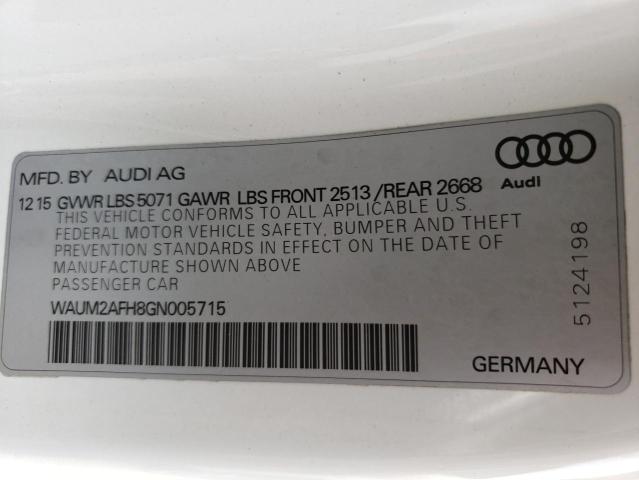 MFD. BY AUDI AG
12 15 GVWR LBS 5071 GAWR LBS FRONT 2513 /REAR 2668
THIS VEHICLE CONFORMS TO ALL APPLICABLE U.S.
FEDERAL MOTOR VEHICLE SAFETY, BUMPER AND THEFT
PREVENTION STANDARDS IN EFFECT ON THE DATE OF
MANUFACTURE SHOWN ABOVE
PASSENGER CAR
WAUM2AFH8GN005715
Audi
5124198
GERMANY